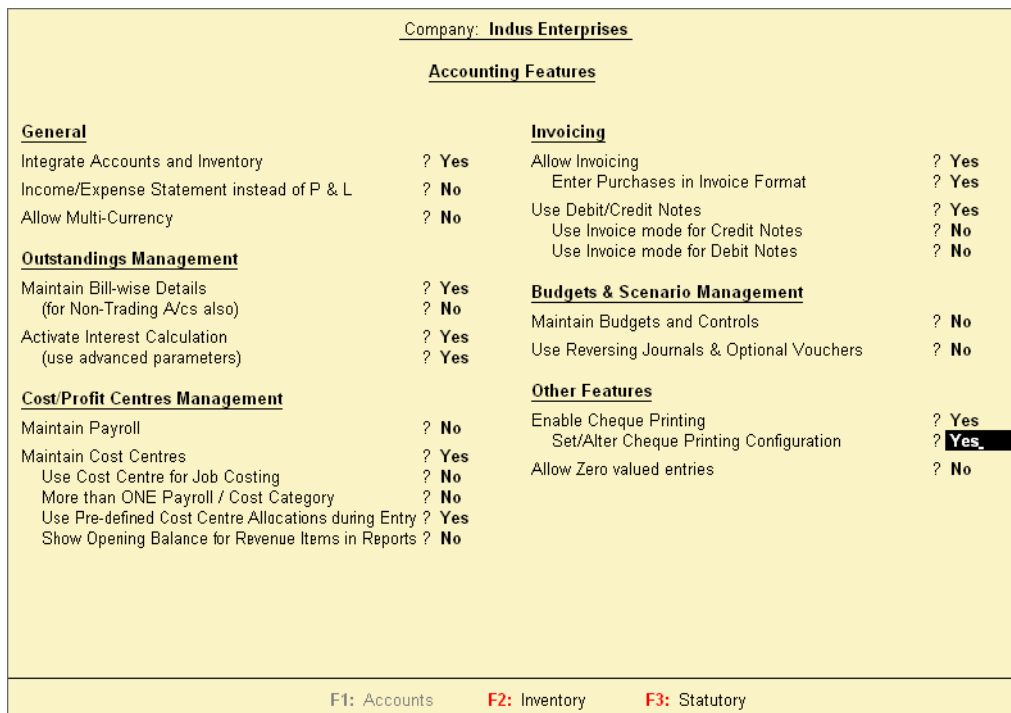 Company: Indus Enterprises
Accounting Features
General
Integrate Accounts and Inventory ? Yes
Income/Expense Statement instead of P & L ? No
Allow Multi-Currency ? No
Outstandings Management
Maintain Bill-wise Details ? Yes
(for Non-Trading A/cs also) ? No
Activate Interest Calculation ? Yes
(use advanced parameters) ? Yes
Cost/Profit Centres Management
Maintain Payroll ? No
Maintain Cost Centres ? Yes
Use Cost Centre for Job Costing ? No
More than ONE Payroll / Cost Category ? No
Use Pre-defined Cost Centre Allocations during Entry ? Yes
Show Opening Balance for Revenue Items in Reports ? No
Invoicing
Allow Invoicing ? Yes
Enter Purchases in Invoice Format ? Yes
Use Debit/Credit Notes ? Yes
Use Invoice mode for Credit Notes ? No
Use Invoice mode for Debit Notes ? No
Budgets & Scenario Management
Maintain Budgets and Controls ? No
Use Reversing Journals & Optional Vouchers ? No
Other Features
Enable Cheque Printing ? Yes
Set/Alter Cheque Printing Configuration ? Yes
Allow Zero valued entries ? No
F1: Accounts F2: Inventory F3: Statutory